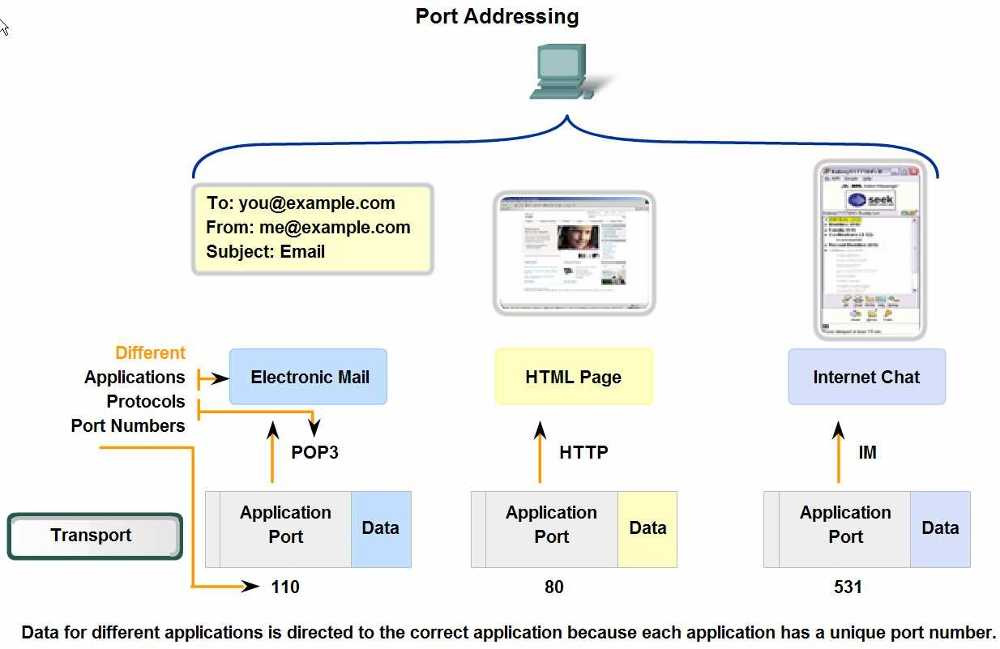 Port Addressing
To: you@example.com
From: me@example.com
Subject: Email
seek
Different
Applications
Protocols
Port Numbers
Electronic Mail
HTML Page
Internet Chat
POP3
HTTP
IM
Transport
Application
Port
Data
Application
Port
Data
Application
Port
Data
110
80
531
Data for different applications is directed to the correct application because each application has a unique port number.